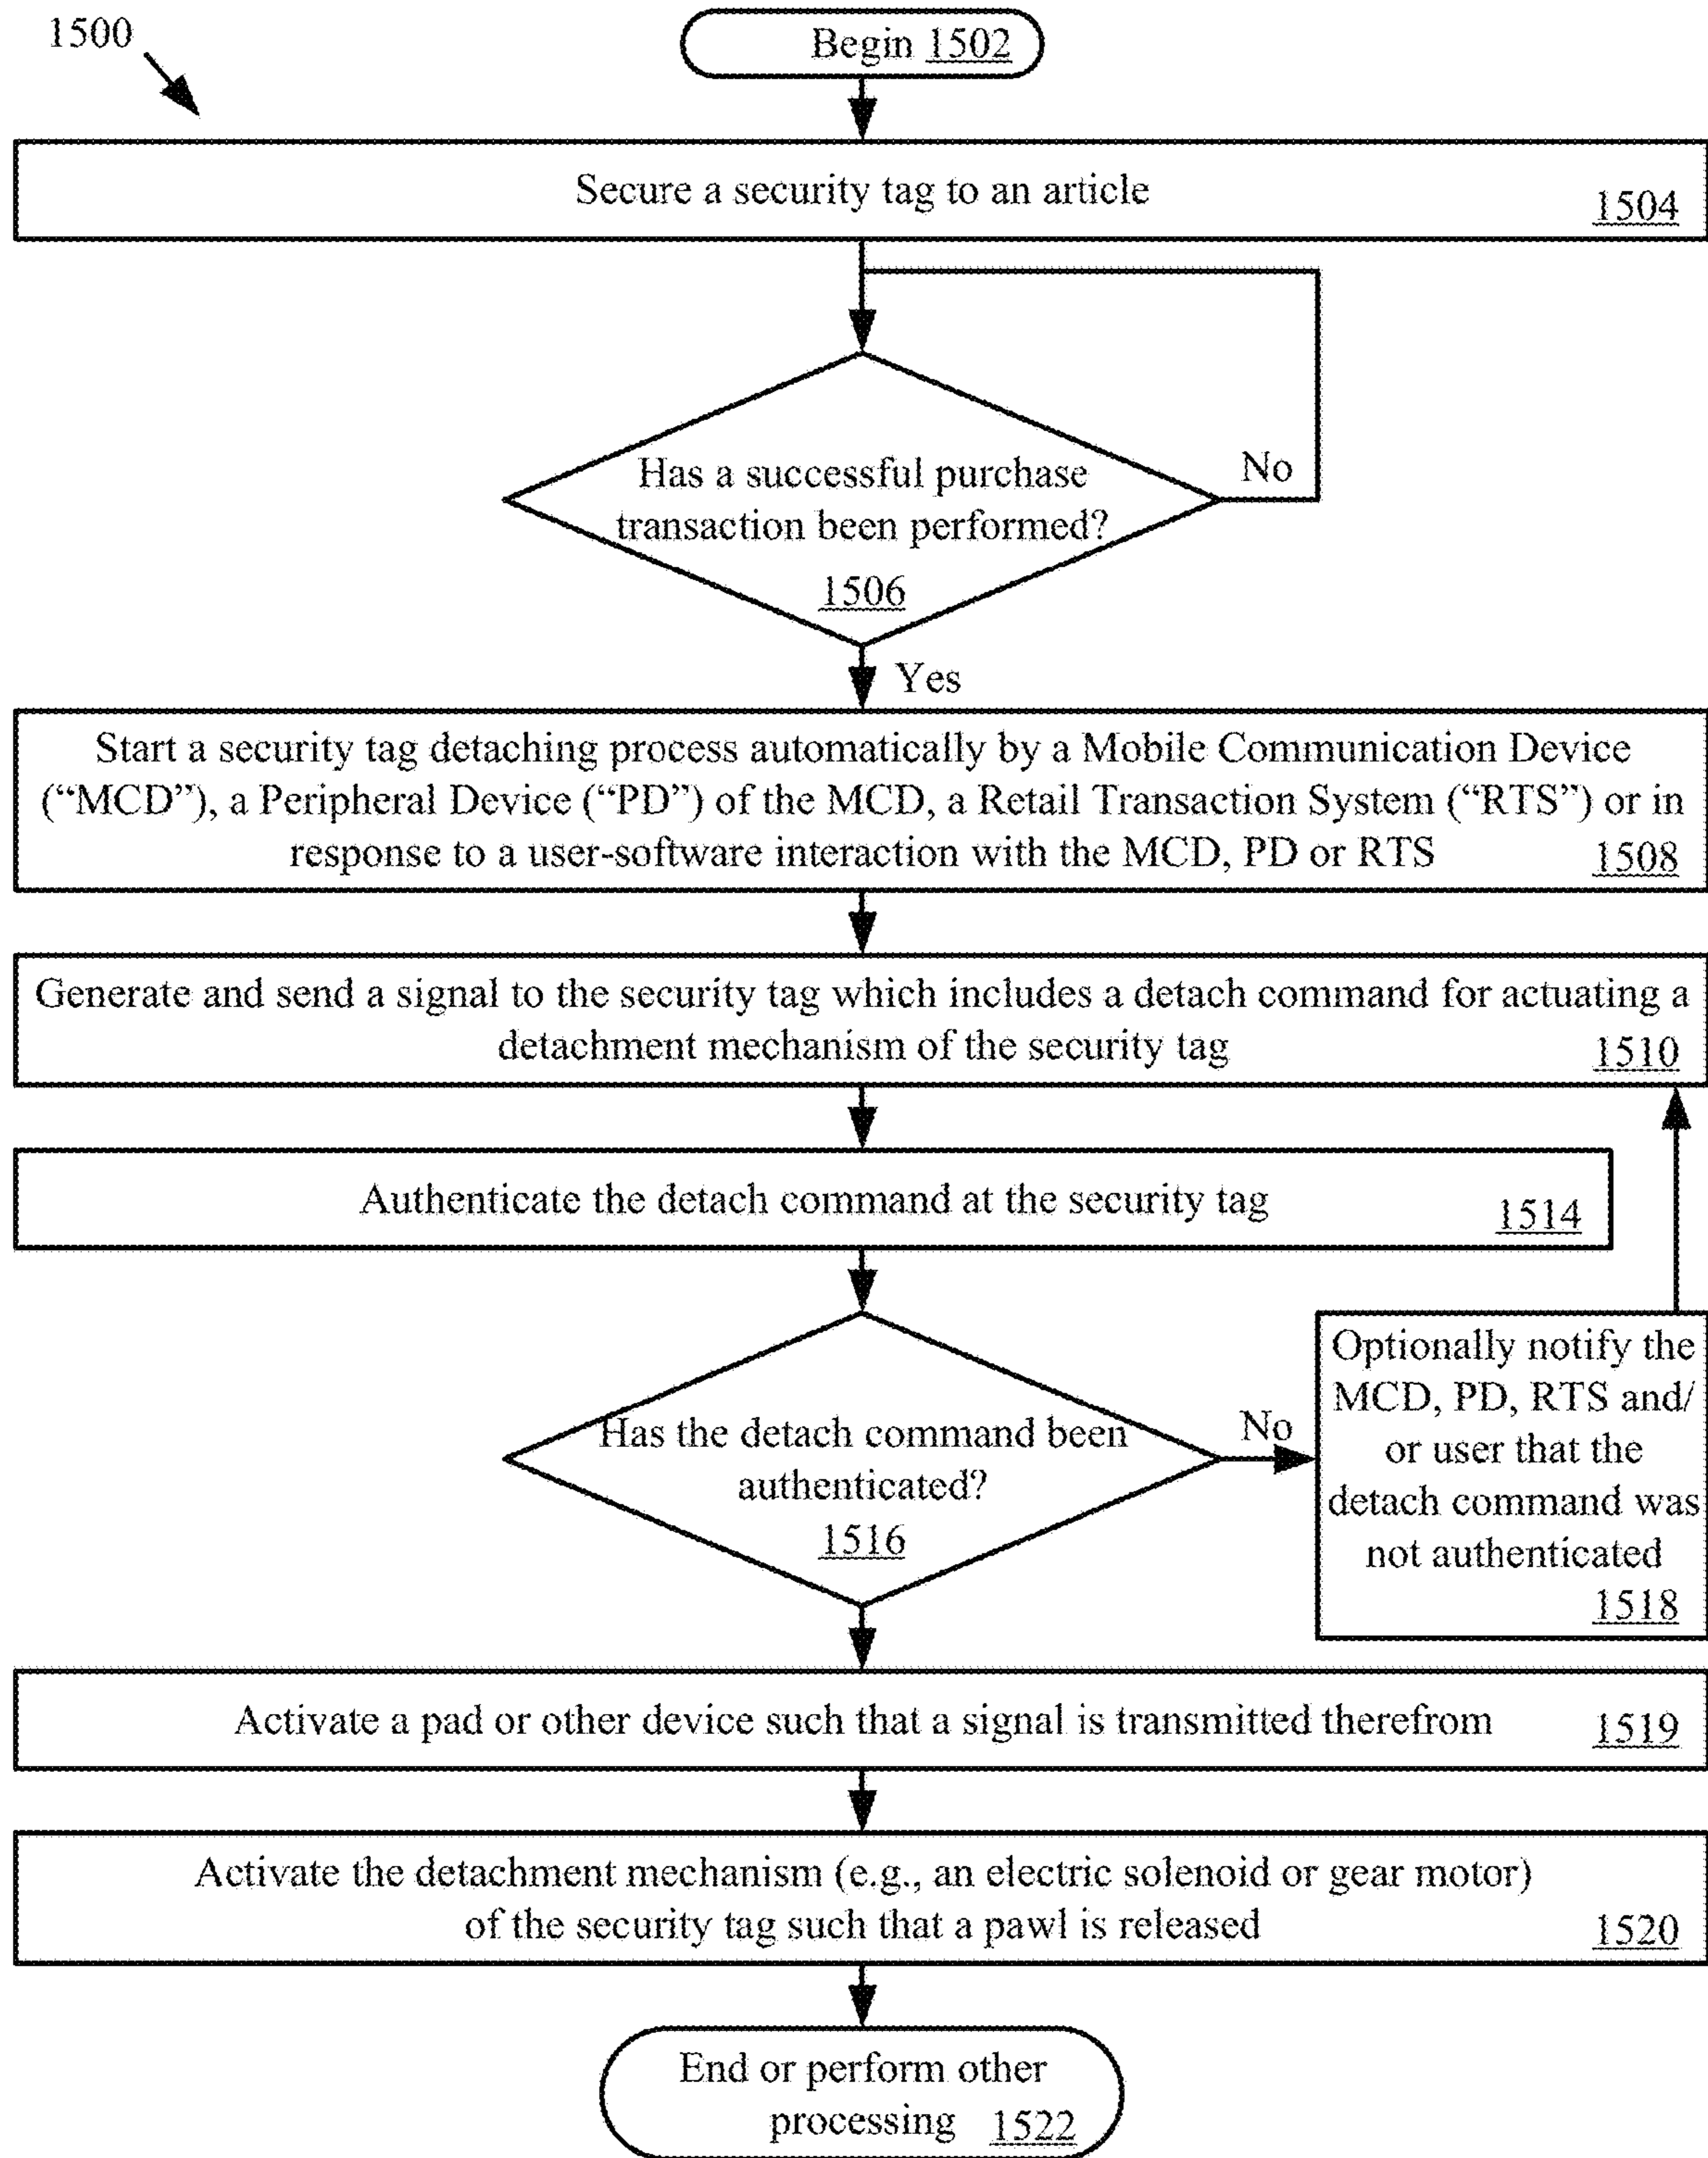 1500
Begin 1502
Secure a security tag to an article
1504
Has a successful purchase
transaction been performed?
1506
No
Yes
Start a security tag detaching process automatically by a Mobile Communication Device
(“MCD”), a Peripheral Device (“PD”) of the MCD, a Retail Transaction System (“RTS”) or in
response to a user-software interaction with the MCD, PD or RTS
1508
Generate and send a signal to the security tag which includes a detach command for actuating a
detachment mechanism of the security tag
1510
Authenticate the detach command at the security tag
1514
Has the detach command been
authenticated?
1516
No
Optionally notify the
MCD, PD, RTS and/
or user that the
detach command was
not authenticated
1518
Activate a pad or other device such that a signal is transmitted therefrom
1519
Activate the detachment mechanism (e.g., an electric solenoid or gear motor)
of the security tag such that a pawl is released
1520
End or perform other
processing 1522